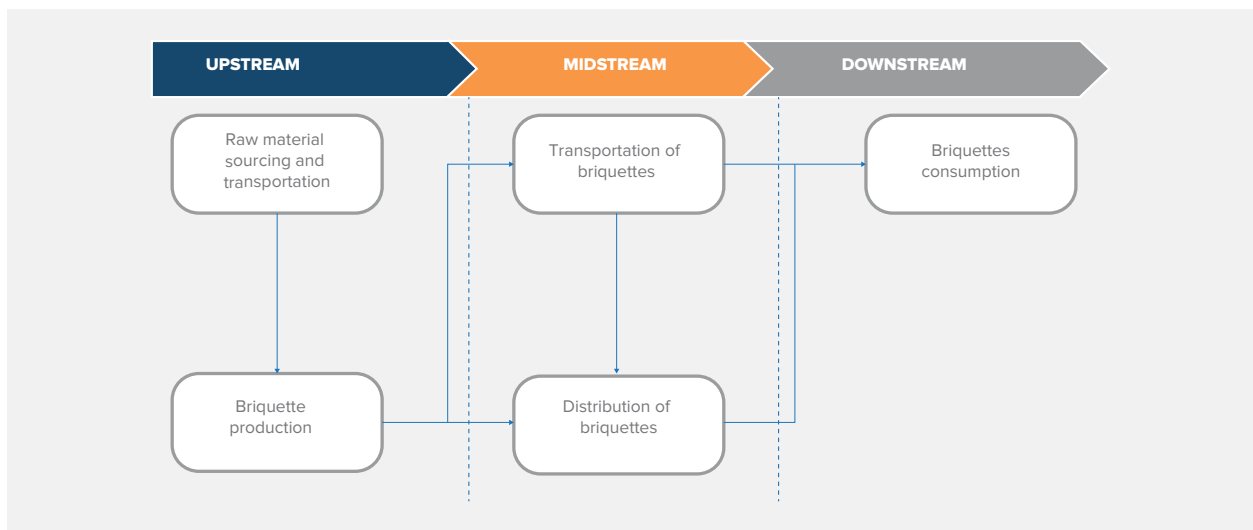 UPSTREAM
MIDSTREAM
DOWNSTREAM
Raw material
sourcing and
transportation
Transportation of
briquettes
Briquettes
consumption
Briquette
production
Distribution of
briquettes